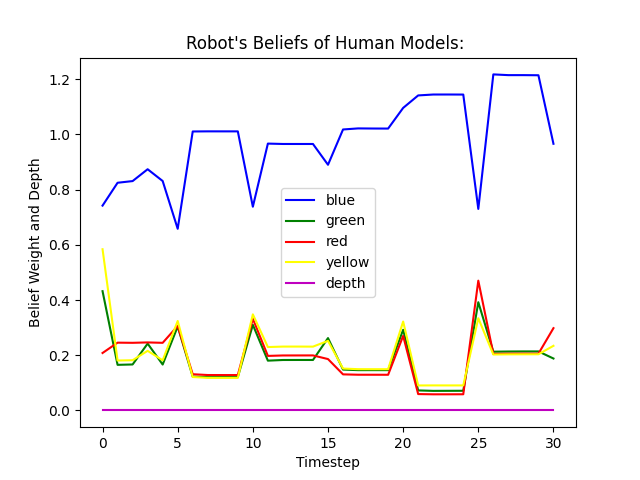 Robot's Beliefs of Human Models:
Belief Weight and Depth
1.2
1.0
0.8
0.6
0.4
0.2
0.0
blue
green
red
yellow
depth
0 5 10 15 20 25 30
Timestep